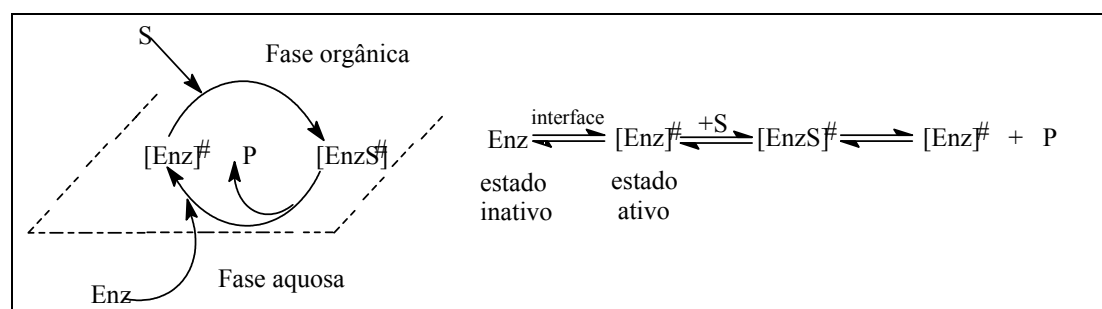 S
Fase orgânica
[Enz]# P [EnzS]#
Enz
Fase aquosa
Enz interface [Enz]# +S [EnzS]# [Enz]# + P
estado inativo
estado ativo